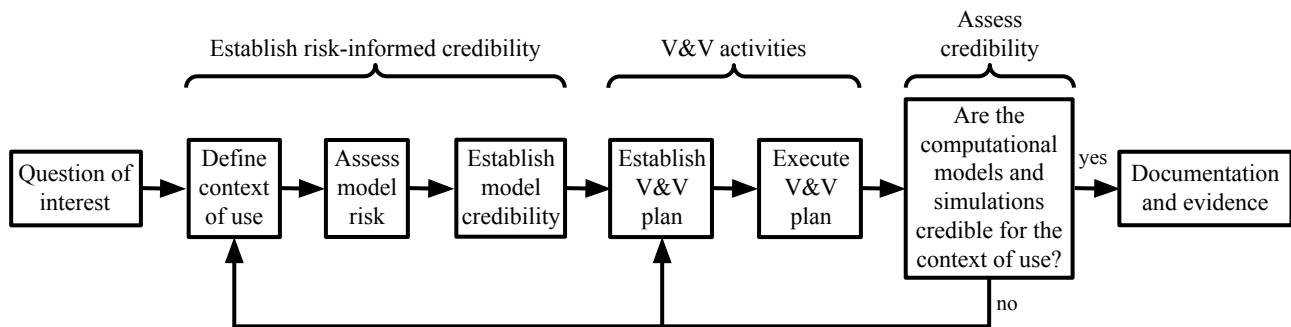 Establish risk-informed credibility
V&V activities
Assess
credibility
Question of
interest
Define
context
of use
Assess
model
risk
Establish
model
credibility
Establish
V&V
plan
Execute
V&V
plan
Are the
computational
models and
simulations
credible for the
context of use?
yes
no
Documentation
and evidence